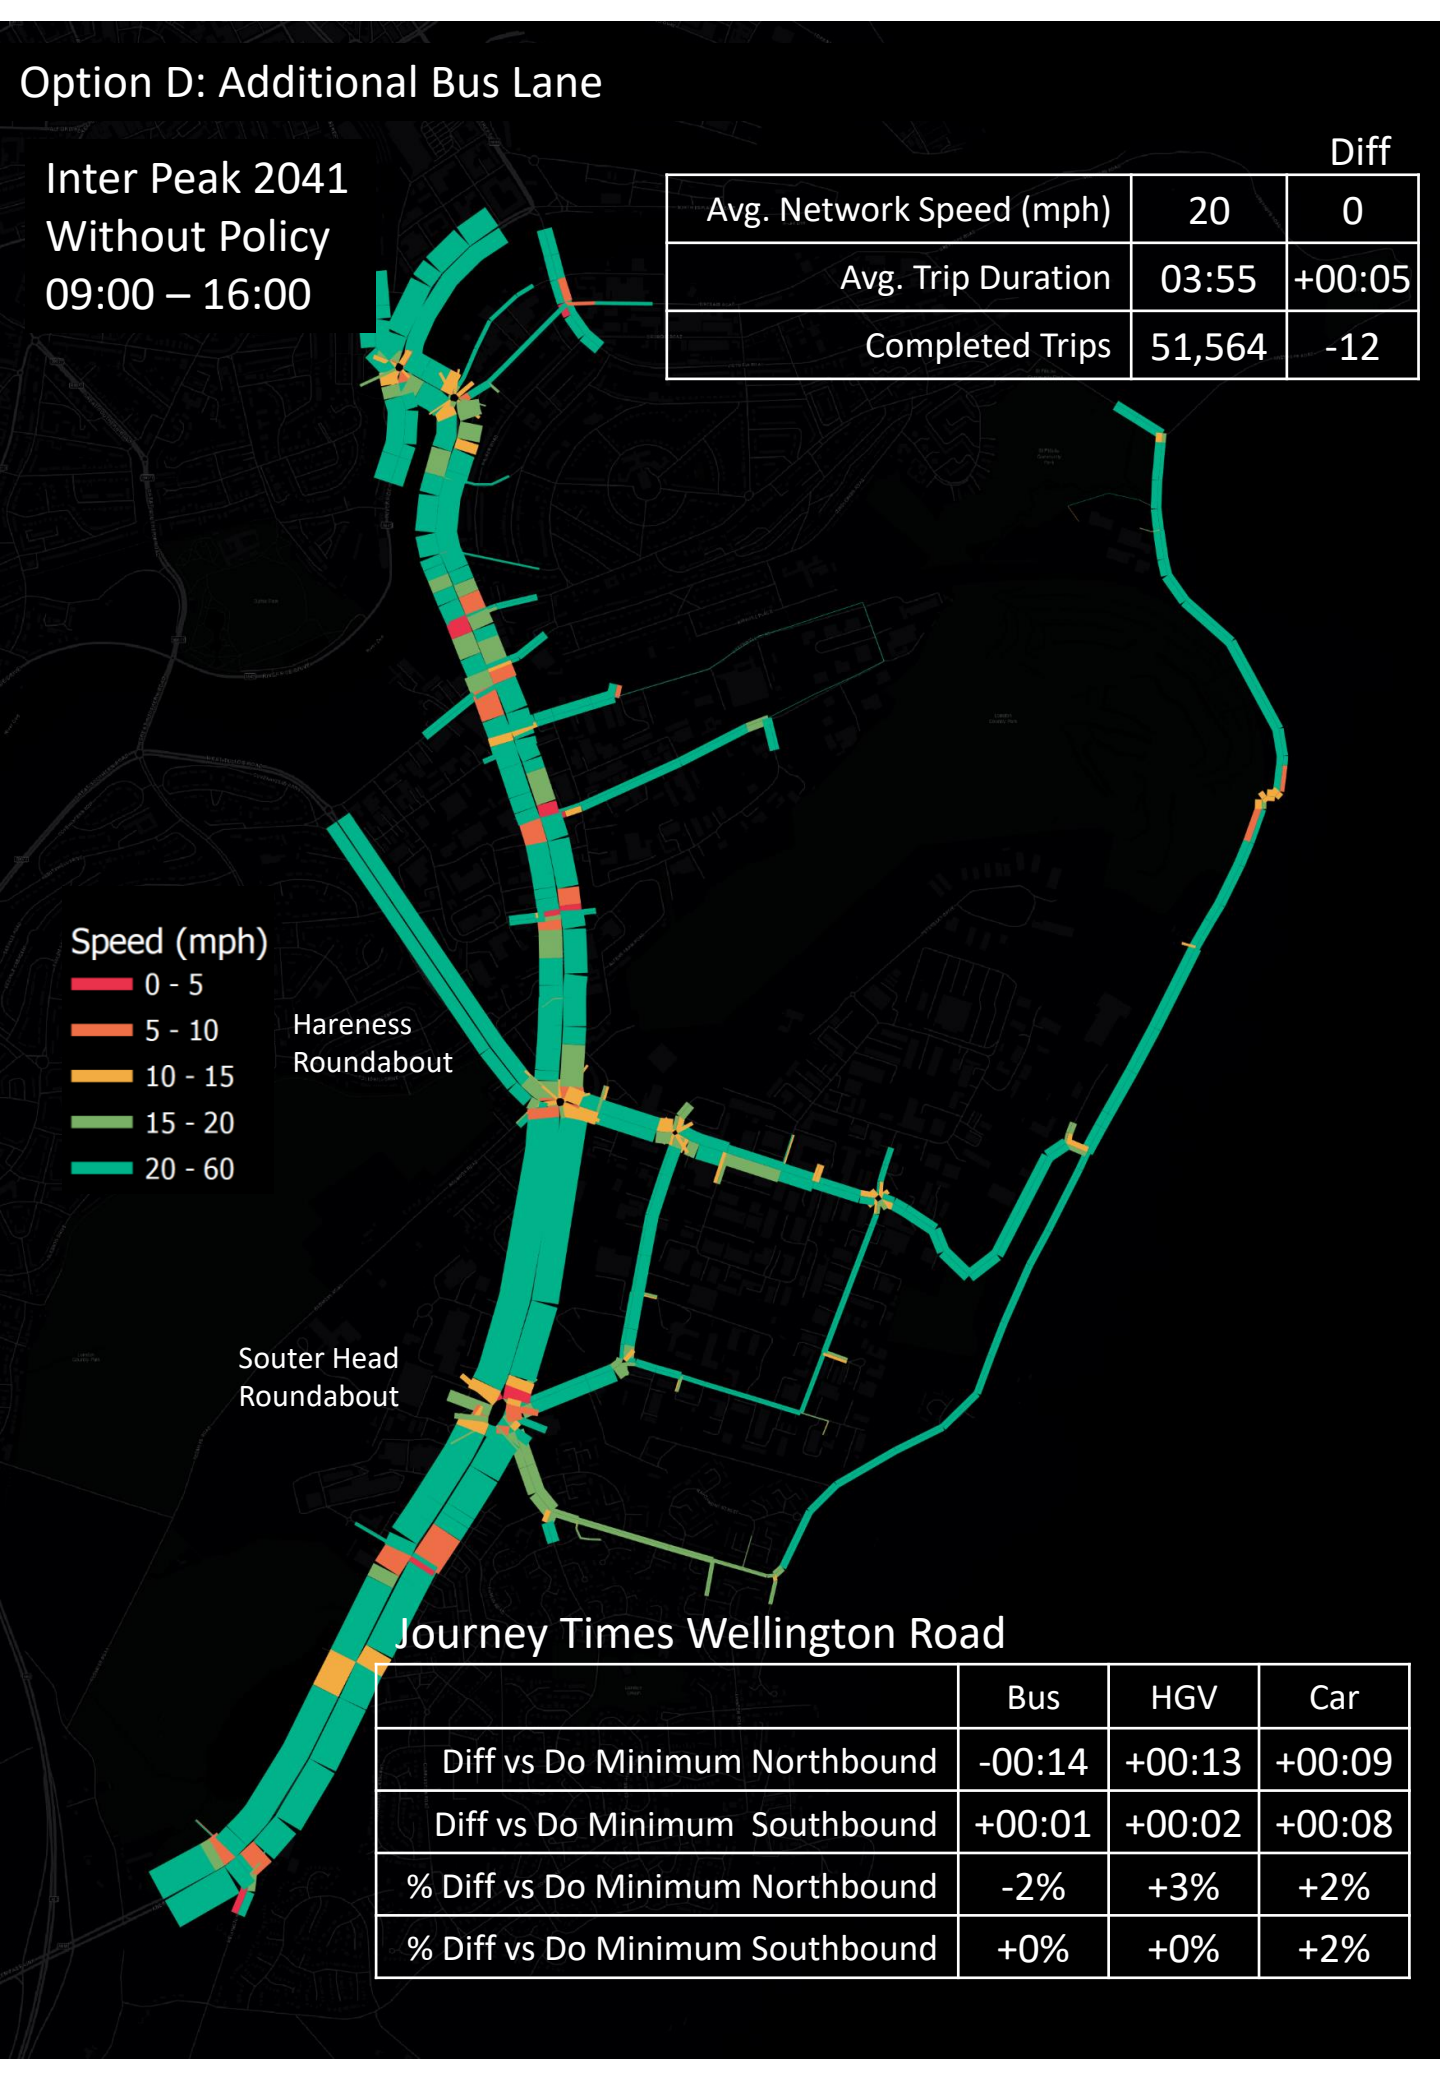 Option D: Additional Bus Lane
Inter Peak 2041
Without Policy
09:00 – 16:00
Diff
Avg. Network Speed (mph) 20 0
Avg. Trip Duration 03:55 +00:05
Completed Trips 51,564 -12
Speed (mph)
0 - 5
5 - 10
10 - 15
15 - 20
20 - 60
Hareness
Roundabout
Souter Head
Roundabout
Journey Times Wellington Road
Bus HGV Car
Diff vs Do Minimum Northbound -00:14 +00:13 +00:09
Diff vs Do Minimum Southbound +00:01 +00:02 +00:08
% Diff vs Do Minimum Northbound -2% +3% +2%
% Diff vs Do Minimum Southbound +0% +0% +2%